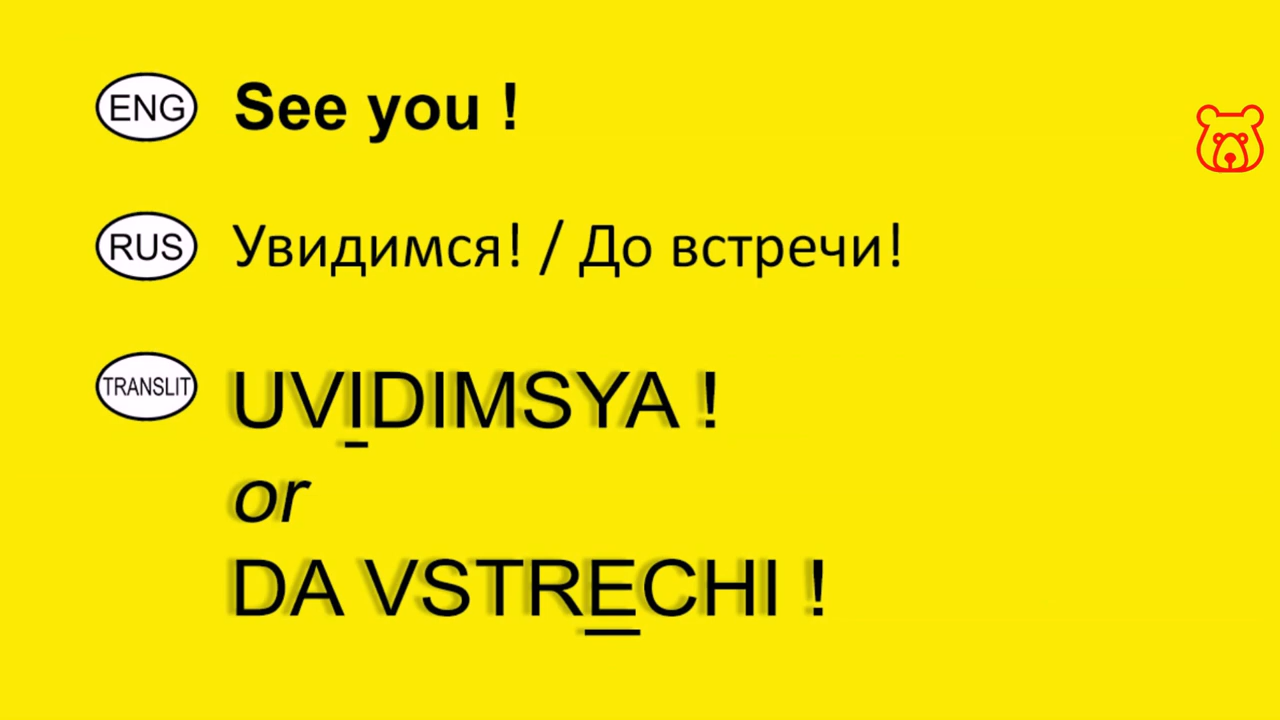 ENG See you !
RUS Увидимся! / До встречи!
TRANSLIT UVIDIMSYA !
or
DA VSTRECHI !